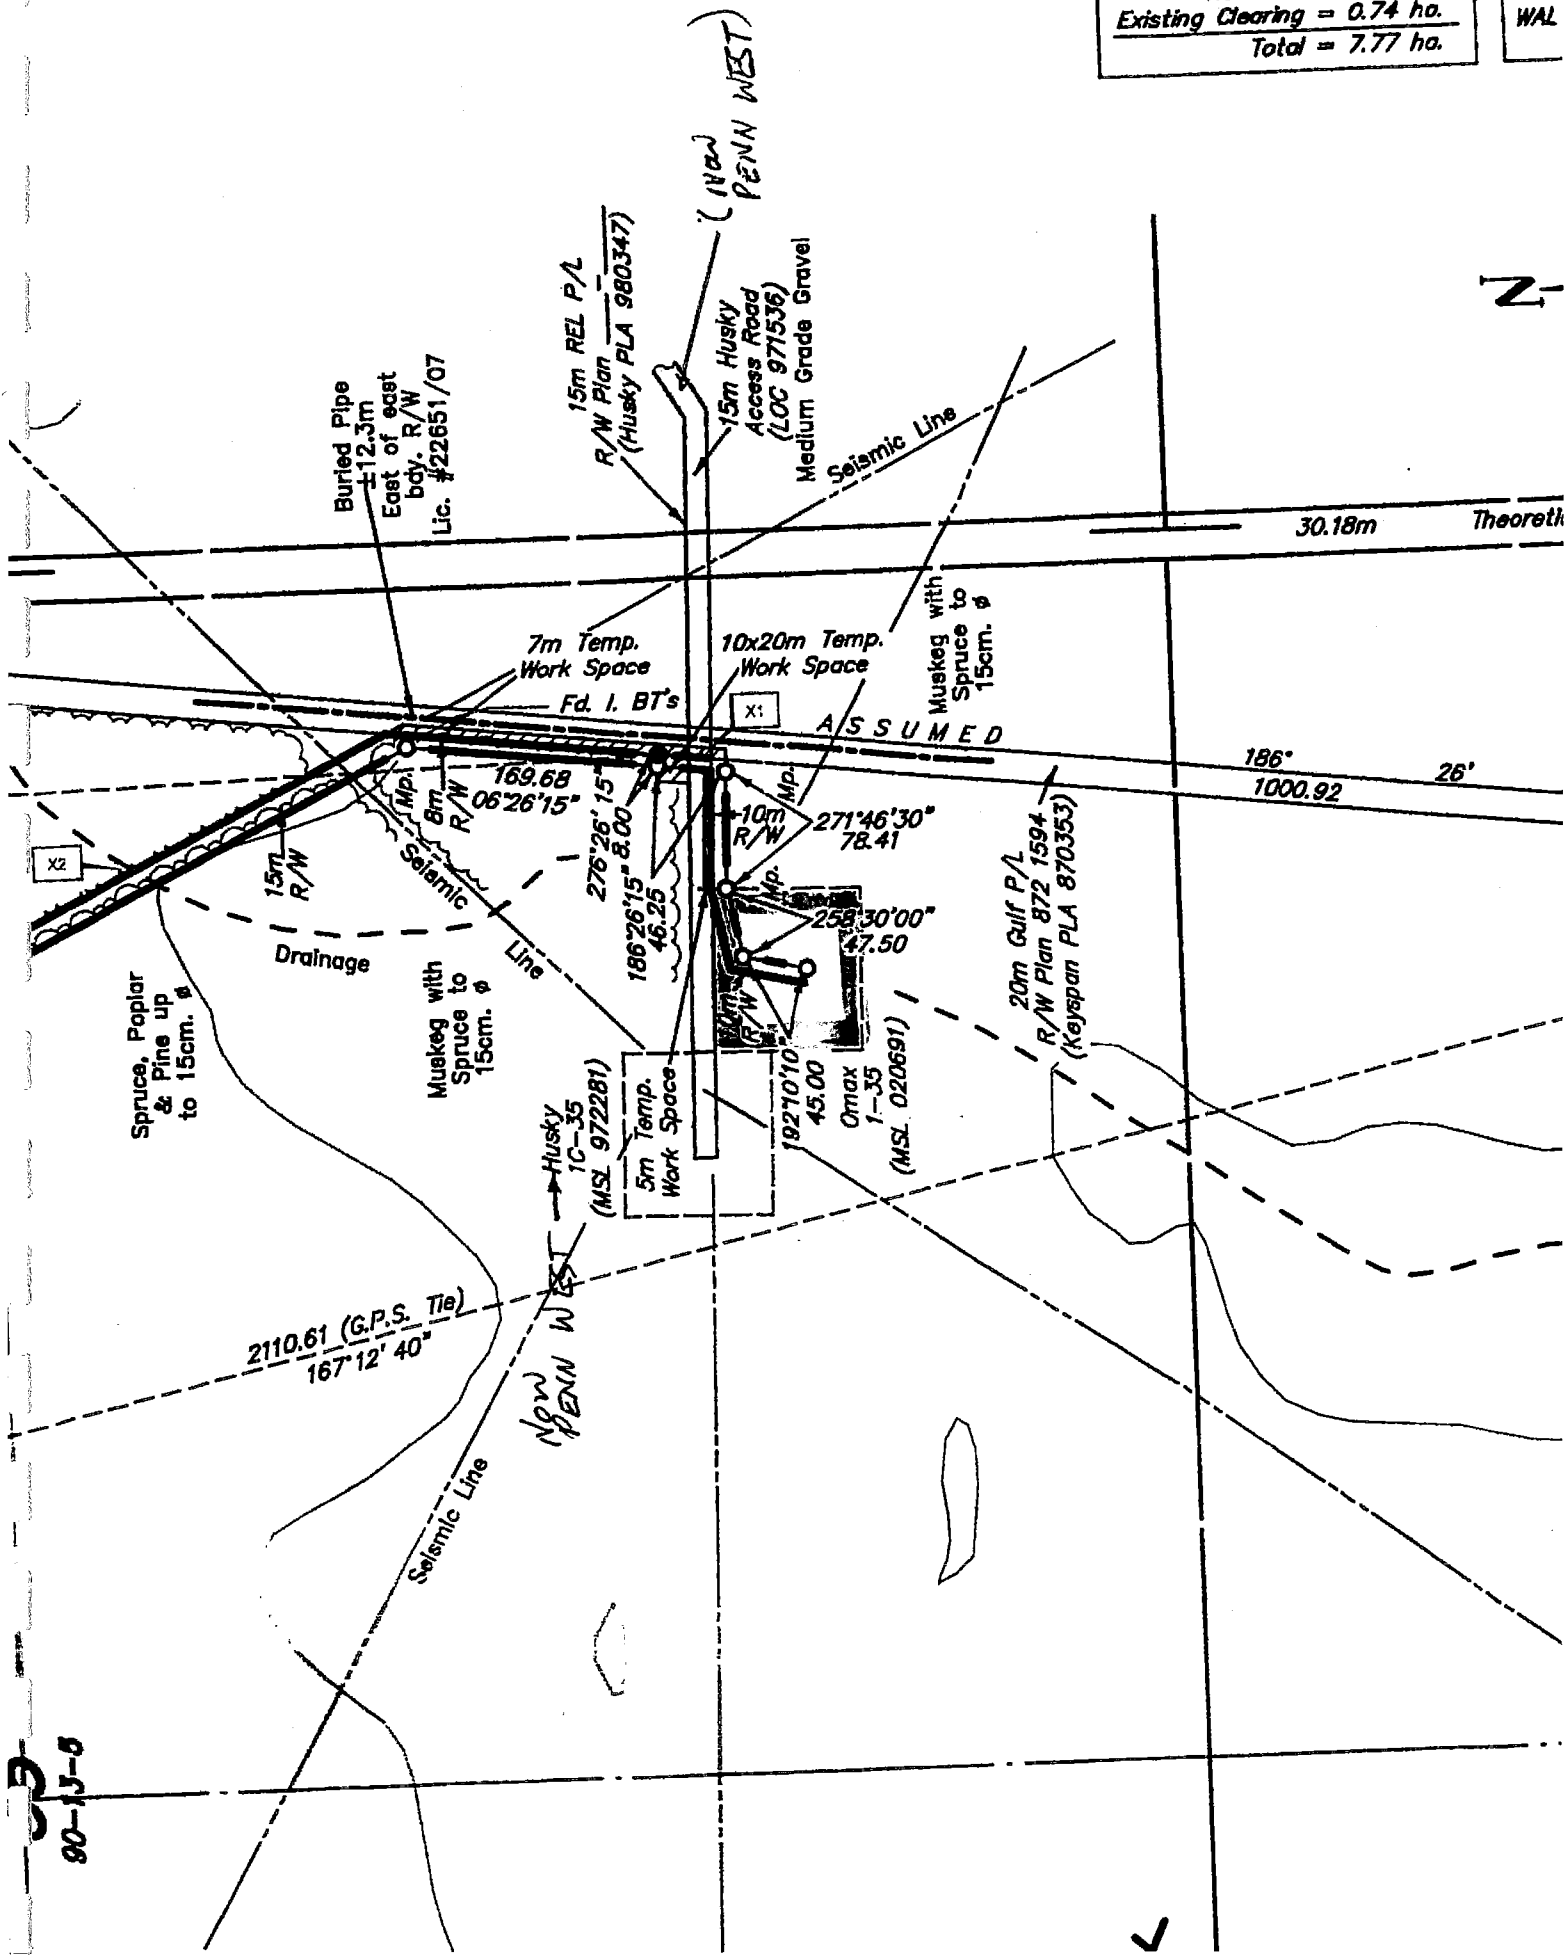 Existing Clearing = 0.74 ha.
Total = 7.77 ha.
WAL
(NOW
PENN WEST)
15m REL P/L
R/W Plan
(Husky PLA 980347)
15m Husky
Access Road
(LOC 971536)
Medium Grade Gravel
N
Buried Pipe
±12.3m
East of east
bdy. R/W
Lic. #22651/07
Seismic Line
30.18m
7m Temp.
Work Space
10x20m Temp.
Work Space
Muskeg with
Spruce to
15cm. ø
Fd. I. BT's
X1
ASSUMED
186°
26'
1000.92
Mp.
8m
R/W
169.68
06°26'15"
276°26'15"
8.00
186°26'15"
46.25
10m
R/W
Mp.
271°46'30"
78.41
X2
15m
R/W
Seismic
Line
Drainage
Mp.
258°30'00"
47.50
R/W
20m Gulf P/L
R/W Plan 872 1594
(Keyspan PLA 870353)
Spruce, Poplar
& Pine up
to 15cm. ø
Muskeg with
Spruce to
15cm. ø
Husky
1C-35
(MSL 972281)
5m Temp.
Work Space
192°10'10"
45.00
Omax
1-35
(MSL 020691)
2110.61 (G.P.S. Tie)
167°12'40"
NOW
PENN WEST
Seismic Line
90-13-5